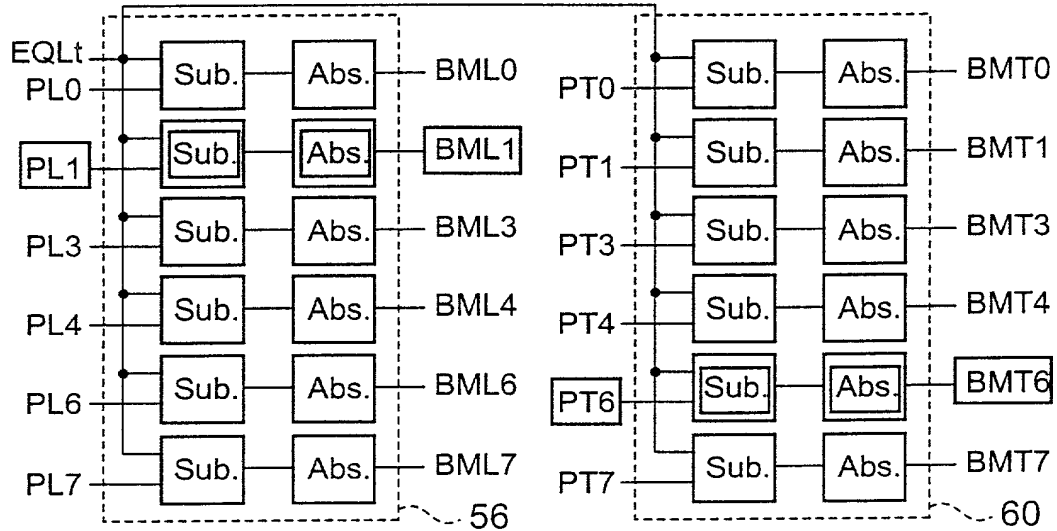 EQLt
PL0 Sub. Abs. BML0
PL1 Sub. Abs. BML1
PL3 Sub. Abs. BML3
PL4 Sub. Abs. BML4
PL6 Sub. Abs. BML6
PL7 Sub. Abs. BML7
56
PT0 Sub. Abs. BMT0
PT1 Sub. Abs. BMT1
PT3 Sub. Abs. BMT3
PT4 Sub. Abs. BMT4
PT6 Sub. Abs. BMT6
PT7 Sub. Abs. BMT7
60